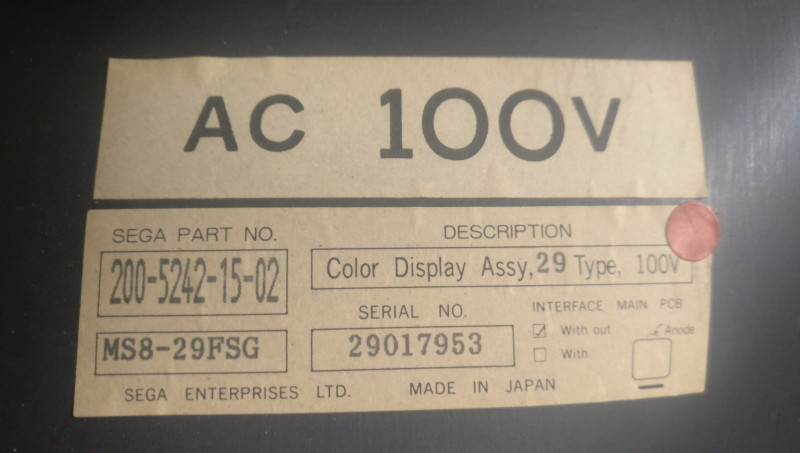 AC 100V
SEGA PART NO.
200-5242-15-02
MS8-29FSG
DESCRIPTION
Color Display Assy, 29 Type, 100V
SERIAL NO.
29017953
INTERFACE MAIN PCB
With out
With
Anode
SEGA ENTERPRISES LTD. MADE IN JAPAN